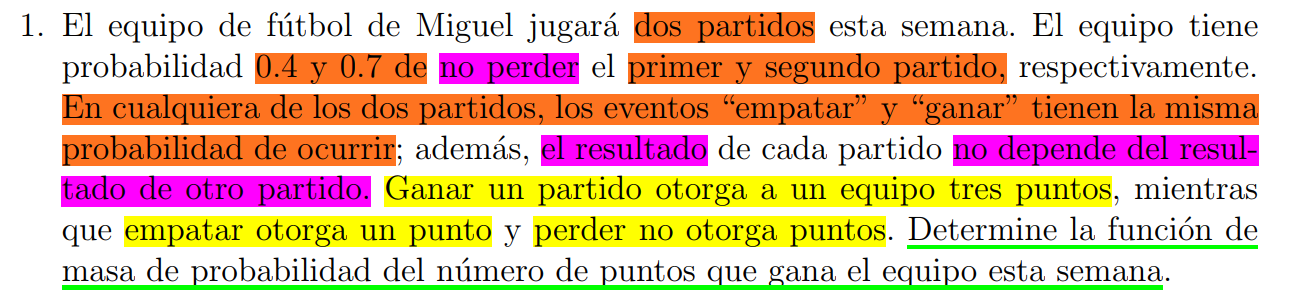 1. El equipo de fútbol de Miguel jugará dos partidos esta semana. El equipo tiene
probabilidad 0.4 y 0.7 de no perder el primer y segundo partido, respectivamente.
En cualquiera de los dos partidos, los eventos “empatar” y “ganar” tienen la misma
probabilidad de ocurrir; además, el resultado de cada partido no depende del resul-
tado de otro partido. Ganar un partido otorga a un equipo tres puntos, mientras
que empatar otorga un punto y perder no otorga puntos. Determine la función de
masa de probabilidad del número de puntos que gana el equipo esta semana.